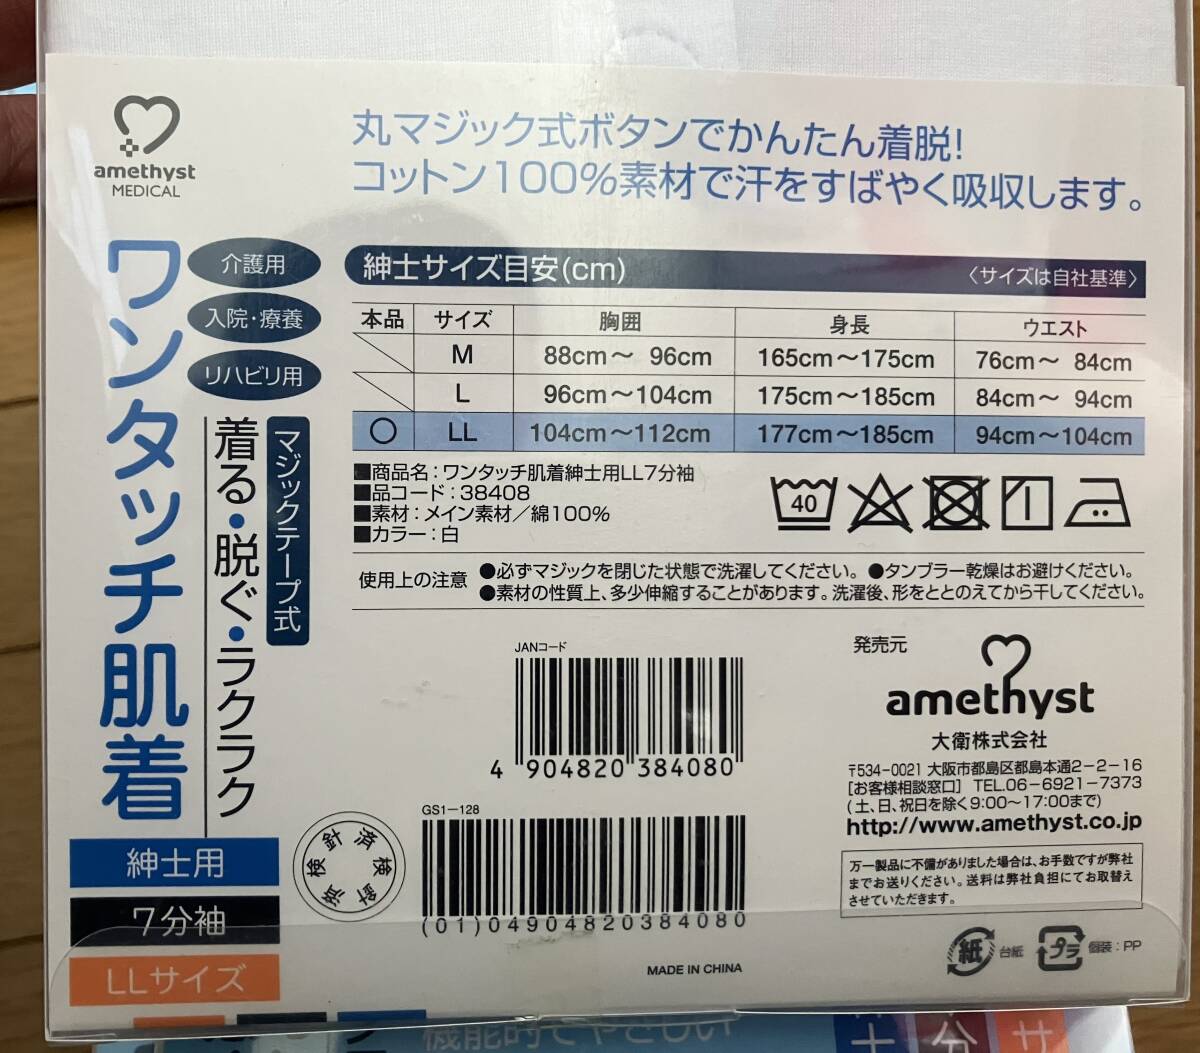 amethyst
MEDICAL
丸マジック式ボタンでかんたん着脱!
コットン100%素材で汗をすばやく吸収します。
ワンタッチ肌着
介護用
入院・療養
リハビリ用
着る・脱ぐ・ラクラク
マジックテープ式
紳士用
7分袖
LLサイズ
紳士サイズ目安(cm)
〈サイズは自社基準〉
本品 サイズ 胸囲 身長 ウエスト
M 88cm〜 96cm 165cm〜175cm 76cm〜 84cm
L 96cm〜104cm 175cm〜185cm 84cm〜 94cm
○ LL 104cm〜112cm 177cm〜185cm 94cm〜104cm
■商品名:ワンタッチ肌着紳士用LL7分袖
■品コード:38408
■素材:メイン素材/綿100%
■カラー:白
40
使用上の注意
●必ずマジックを閉じた状態で洗濯してください。 ●タンブラー乾燥はお避けください。
●素材の性質上、多少伸縮することがあります。洗濯後、形をととのえてから干してください。
JANコード
4 904820 384080
GS1-128
(01)04904820384080
検針済
検針済
MADE IN CHINA
発売元
amethyst
大衛株式会社
〒534-0021 大阪市都島区都島本通2-2-16
[お客様相談窓口] TEL.06-6921-7373
(土、日、祝日を除く9:00〜17:00まで)
http://www.amethyst.co.jp
万一製品に不備がありました場合は、お手数ですが弊社
までお送りください。送料は弊社負担にてお取替え
させていただきます。
紙
台紙
プラ
個装:PP
機能的でやさしい